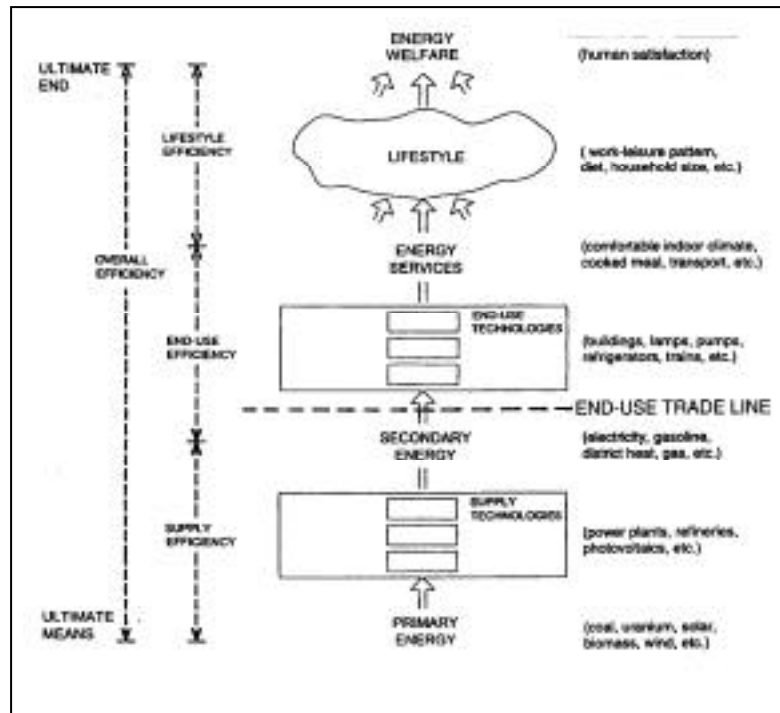 ENERGY
WELFARE
(human satisfaction)
ULTIMATE
END
LIFESTYLE
EFFICIENCY
LIFESTYLE
( work-leisure pattern,
diet, household size, etc.)
OVERALL
EFFICIENCY
ENERGY
SERVICES
(comfortable indoor climate,
cooked meal, transport, etc.)
END-USE
EFFICIENCY
END-USE
TECHNOLOGIES
(buildings, lamps, pumps,
refrigerators, trains, etc.)
END-USE TRADE LINE
SECONDARY
ENERGY
(electricity, gasoline,
district heat, gas, etc.)
SUPPLY
EFFICIENCY
SUPPLY
TECHNOLOGIES
(power plants, refineries,
photovoltaics, etc.)
ULTIMATE
MEANS
PRIMARY
ENERGY
(coal, uranium, solar,
biomass, wind, etc.)